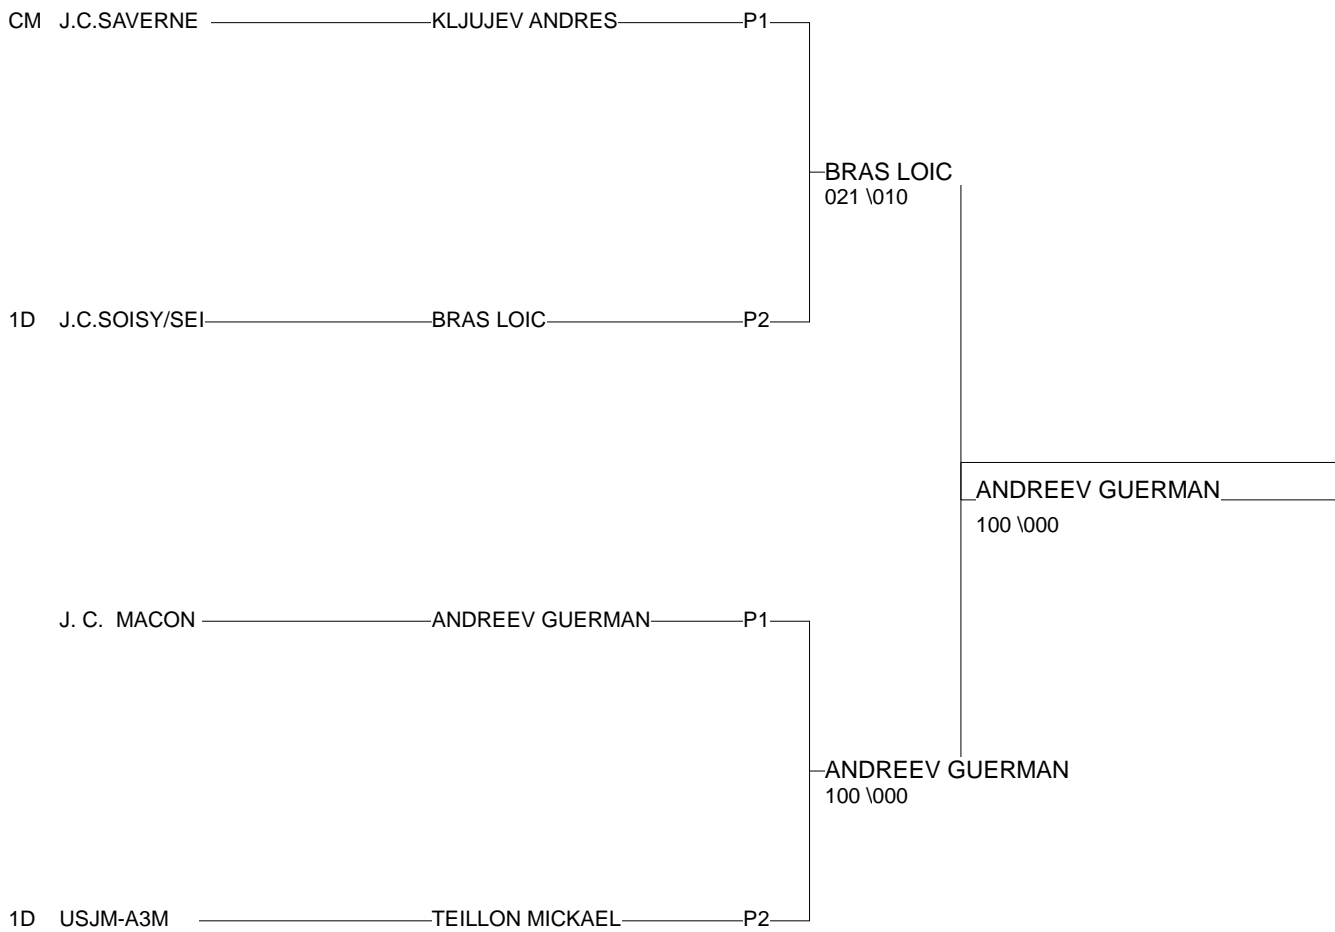 CM J.C.SAVERNE KLJUJEV ANDRES P1
BRAS LOIC
021 \010
1D J.C.SOISY/SEI BRAS LOIC P2
ANDREEV GUERMAN
100 \000
J. C. MACON ANDREEV GUERMAN P1
ANDREEV GUERMAN
100 \000
1D USJM-A3M TEILLON MICKAEL P2